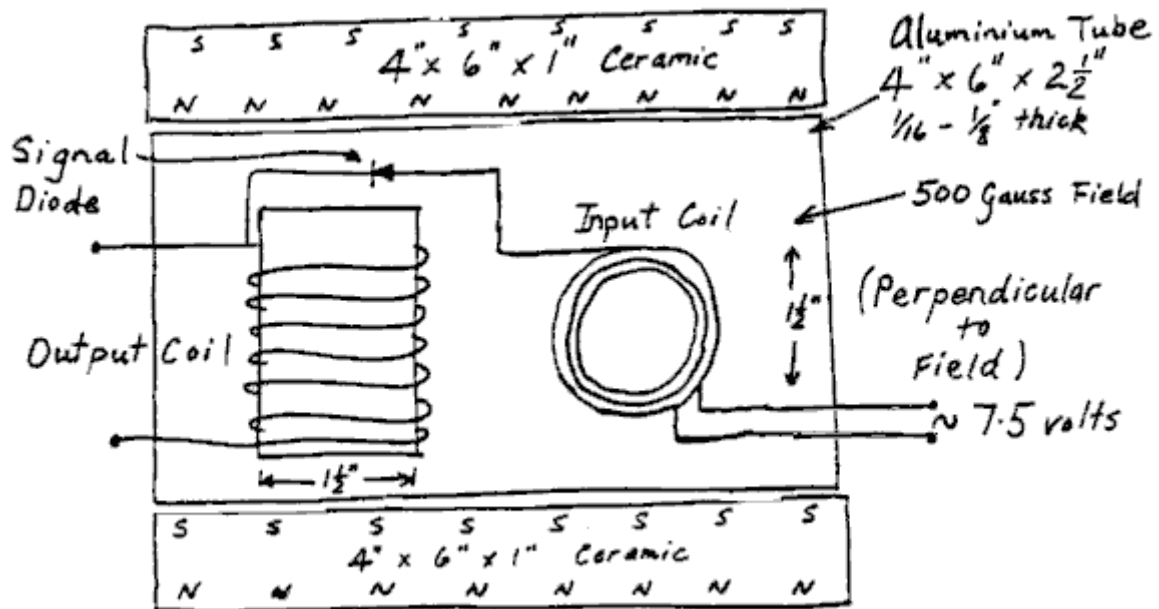 S S S S S S S S
4" x 6" x 1" Ceramic
N N N N N N N N N
Aluminium Tube
4" x 6" x 2 1/2"
1/16 - 1/8" thick
Signal
Diode
500 Gauss Field
Input Coil
1 1/2"
(Perpendicular
to
Field)
Output Coil
~ 7.5 volts
1 1/2"
S S S S S S S S
4" x 6" x 1" Ceramic
N N N N N N N N